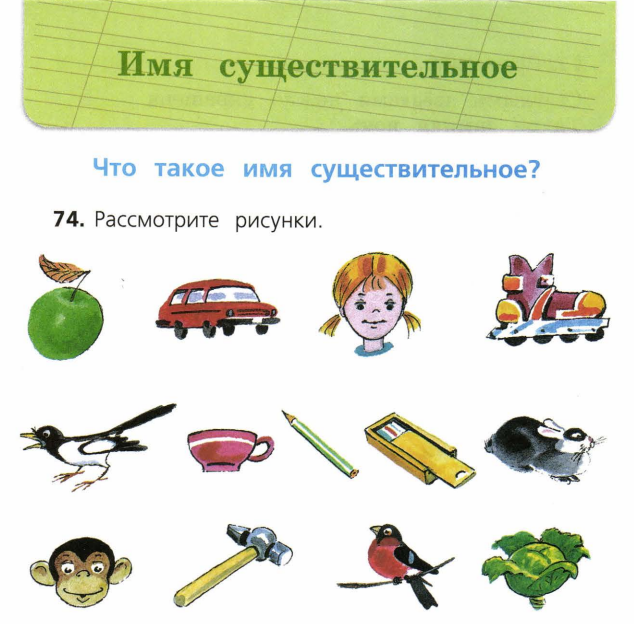 Имя существительное
Что такое имя существительное?
74. Рассмотрите рисунки.